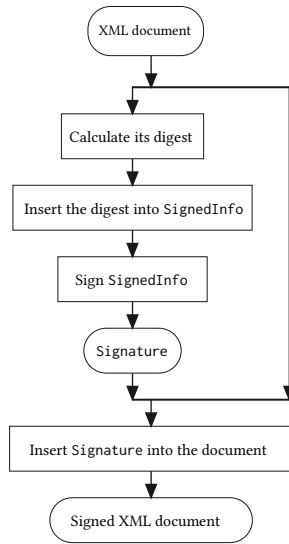 XML document
Calculate its digest
Insert the digest into SignedInfo
Sign SignedInfo
Signature
Insert Signature into the document
Signed XML document